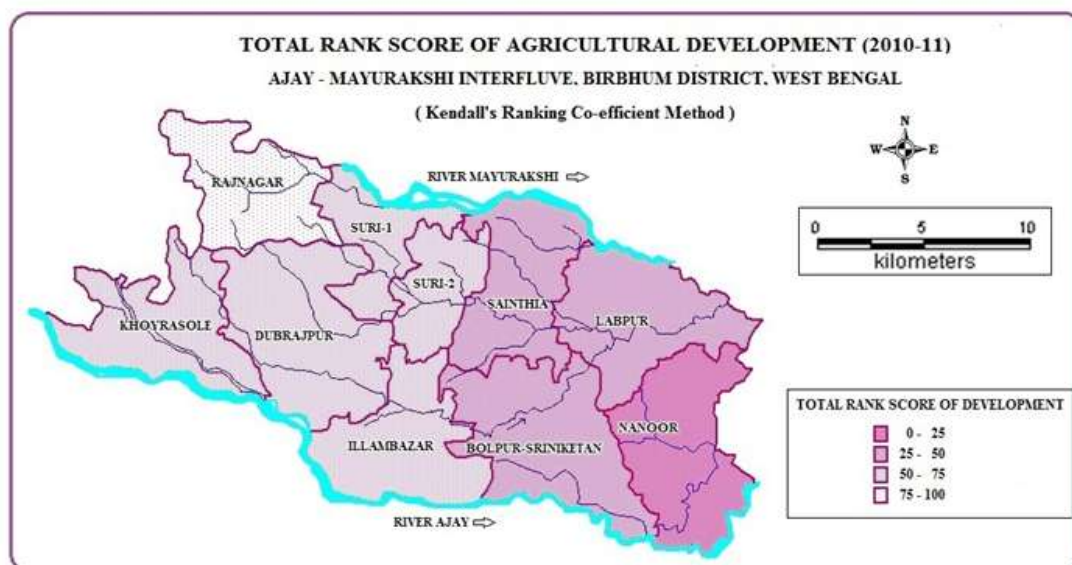 TOTAL RANK SCORE OF AGRICULTURAL DEVELOPMENT (2010-11)
AJAY - MAYURAKSHI INTERFLUVE, BIRBHUM DISTRICT, WEST BENGAL
( Kendall's Ranking Co-efficient Method )
N
W E
S
RIVER MAYURAKSHI
RAJNAGAR
0 5 10
kilometers
SURI-1
SURI-2
SAINTHIA
LABPUR
KHOYRASOLE
DUBRAJPUR
TOTAL RANK SCORE OF DEVELOPMENT
0 - 25
25 - 50
50 - 75
75 - 100
NANOOR
ILLAMBAZAR
BOLPUR-SRINIKETAN
RIVER AJAY